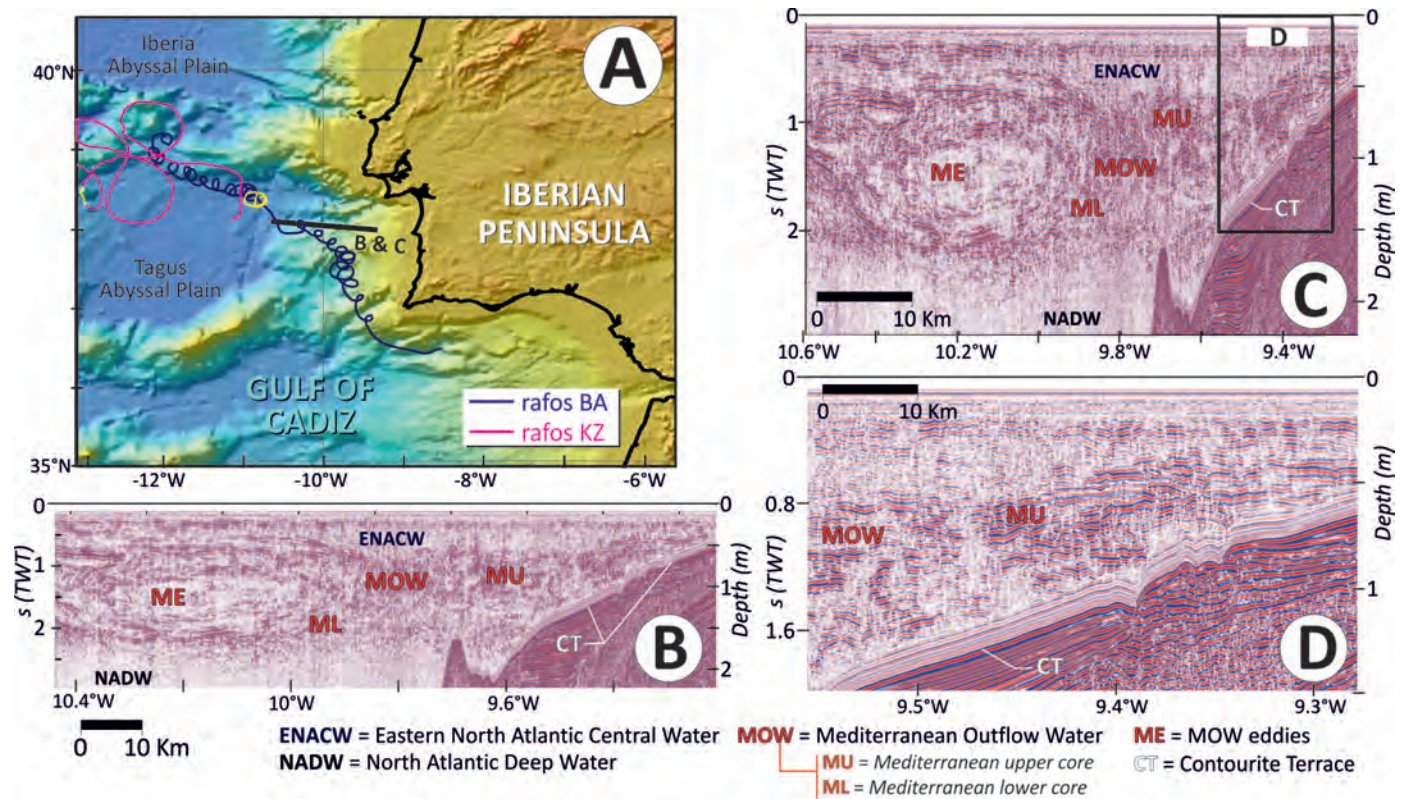 A
Iberia
Abyssal Plain
40°N
IBERIAN
PENINSULA
B & C
Tagus
Abyssal Plain
GULF OF
CADIZ
rafos BA
rafos KZ
35°N
-12°W
-10°W
-8°W
-6°W
C
0
0
D
ENACW
MU
1
ME
MOW
1
ML
CT
2
s (TWT)
Depth (m)
2
0
10 Km
NADW
10.6°W
10.2°W
9.8°W
9.4°W
B
0
0
ENACW
1
MOW
MU
1
ME
ML
2
s (TWT)
Depth (m)
CT
2
NADW
10.4°W
10°W
9.6°W
0
10 Km
D
0
0
0
10 Km
0.8
MU
MOW
s (TWT)
Depth (m)
1
1.6
CT
9.5°W
9.4°W
9.3°W
ENACW = Eastern North Atlantic Central Water
NADW = North Atlantic Deep Water
MOW = Mediterranean Outflow Water
MU = Mediterranean upper core
ML = Mediterranean lower core
ME = MOW eddies
CT = Contourite Terrace